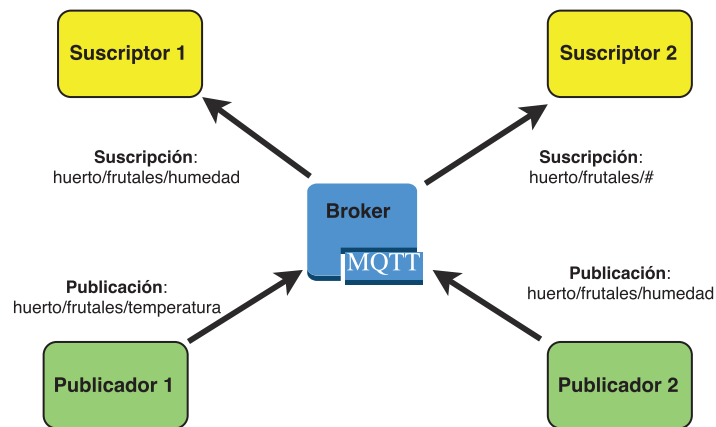 Suscriptor 1
Suscriptor 2
Suscripción:
huerto/frutales/humedad
Suscripción:
huerto/frutales/#
Broker
MQTT
Publicación:
huerto/frutales/temperatura
Publicación:
huerto/frutales/humedad
Publicador 1
Publicador 2